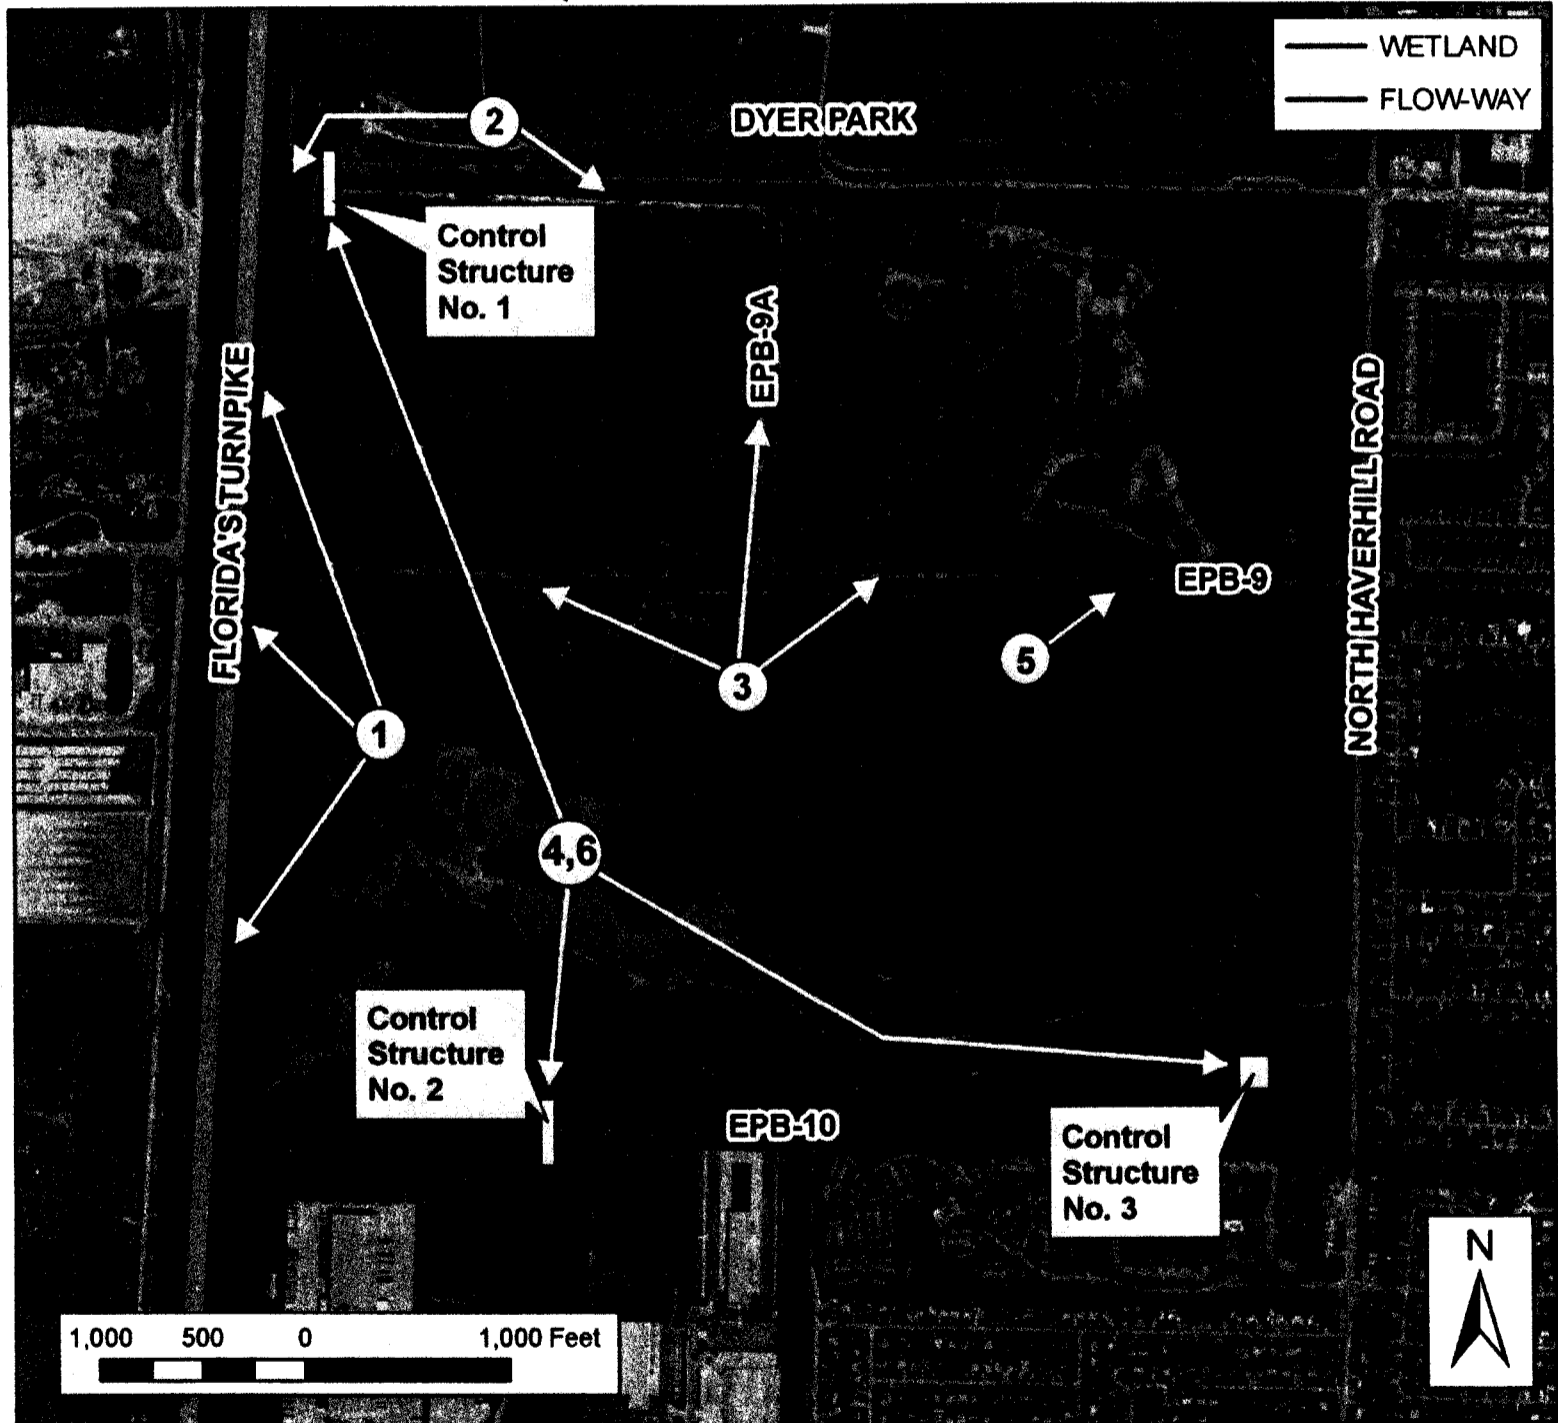 WETLAND
FLOW-WAY
DYER PARK
2
Control
Structure
No. 1
EPB-9A
FLORIDA'S TURNPIKE
NORTH HAVERHILL ROAD
EPB-9
5
3
1
4,6
Control
Structure
No. 2
EPB-10
Control
Structure
No. 3
N
1,000 500 0 1,000 Feet